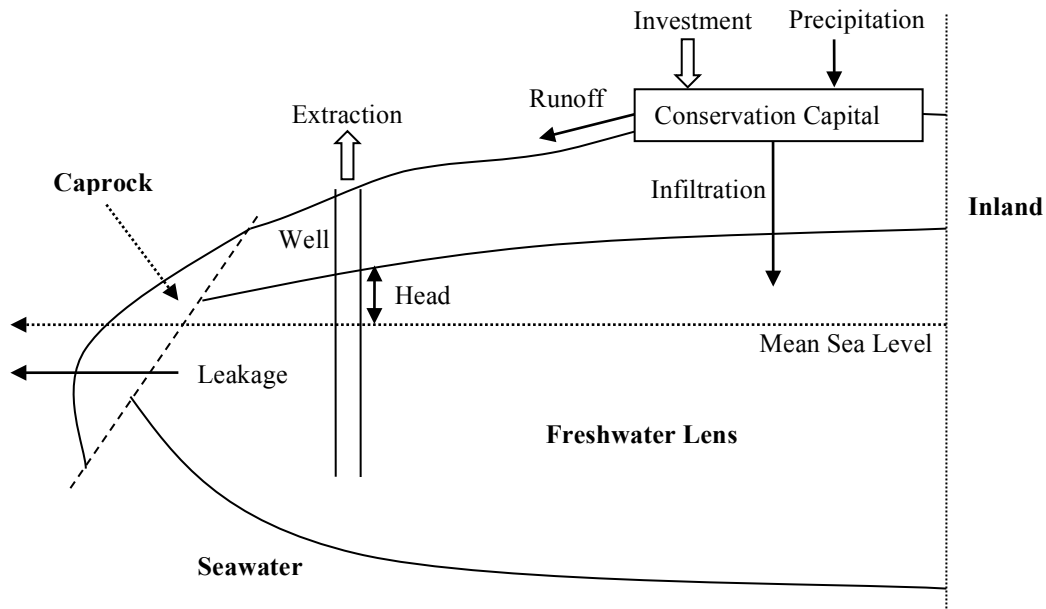 Investment
Precipitation
Runoff
Conservation Capital
Extraction
Caprock
Infiltration
Inland
Well
Head
Mean Sea Level
Leakage
Freshwater Lens
Seawater